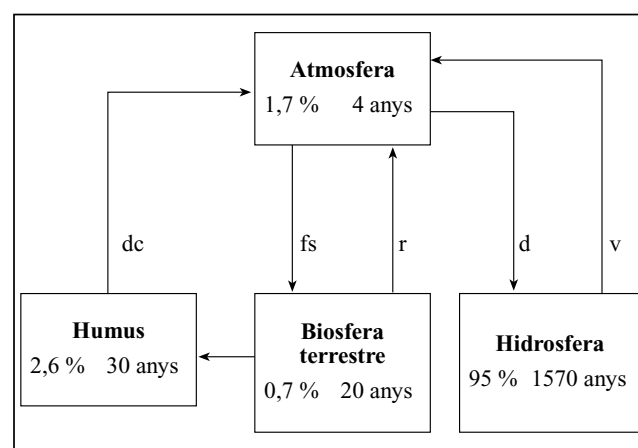 Atmosfera
1,7 % 4 anys
dc
fs
r
d
v
Humus
2,6 % 30 anys
Biosfera
terrestre
0,7 % 20 anys
Hidrosfera
95 % 1570 anys